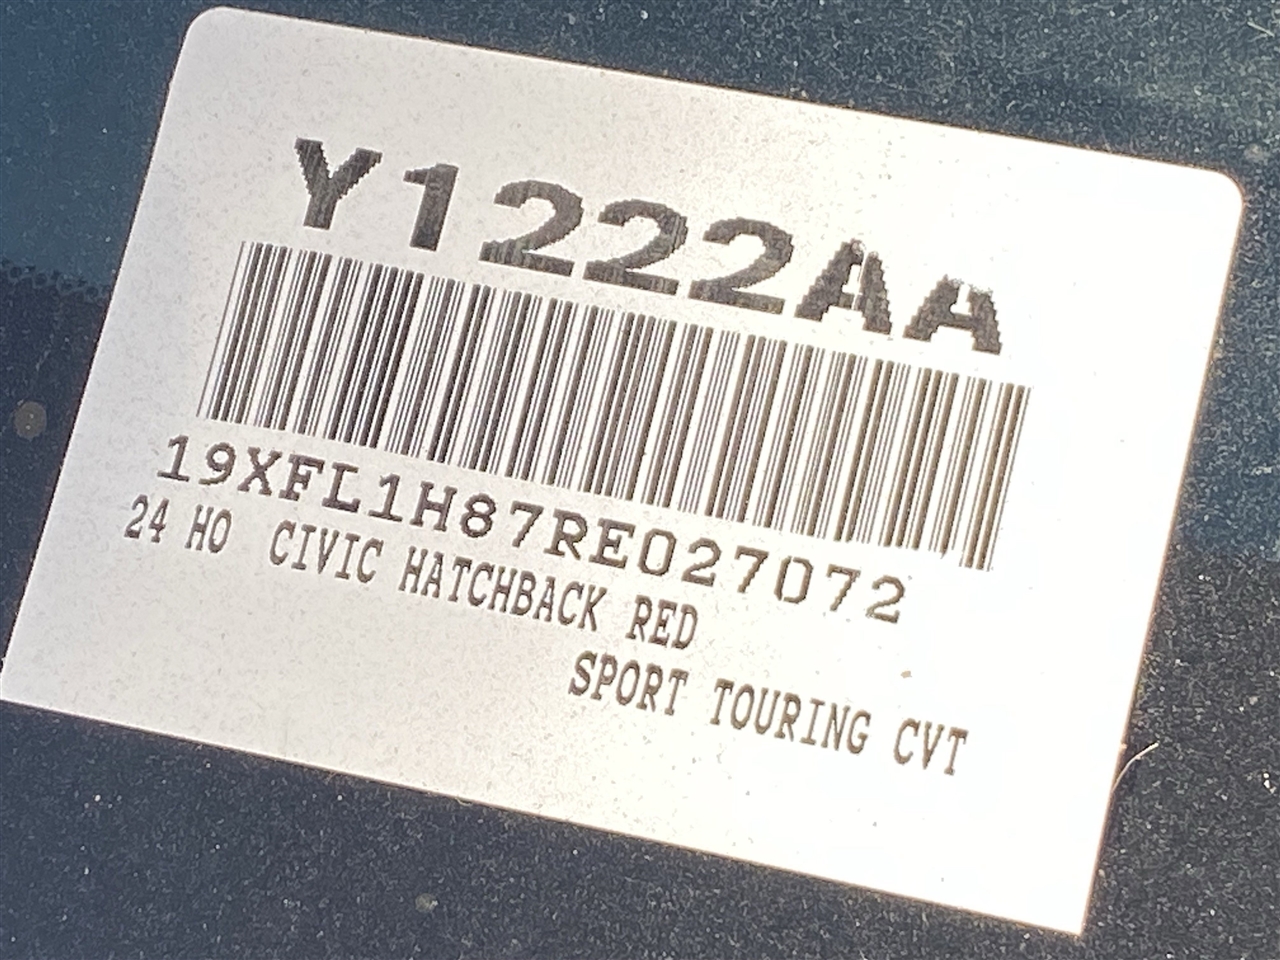 Y1222AA
19XFL1H87RE027072
24 HO CIVIC HATCHBACK RED
SPORT TOURING CVT